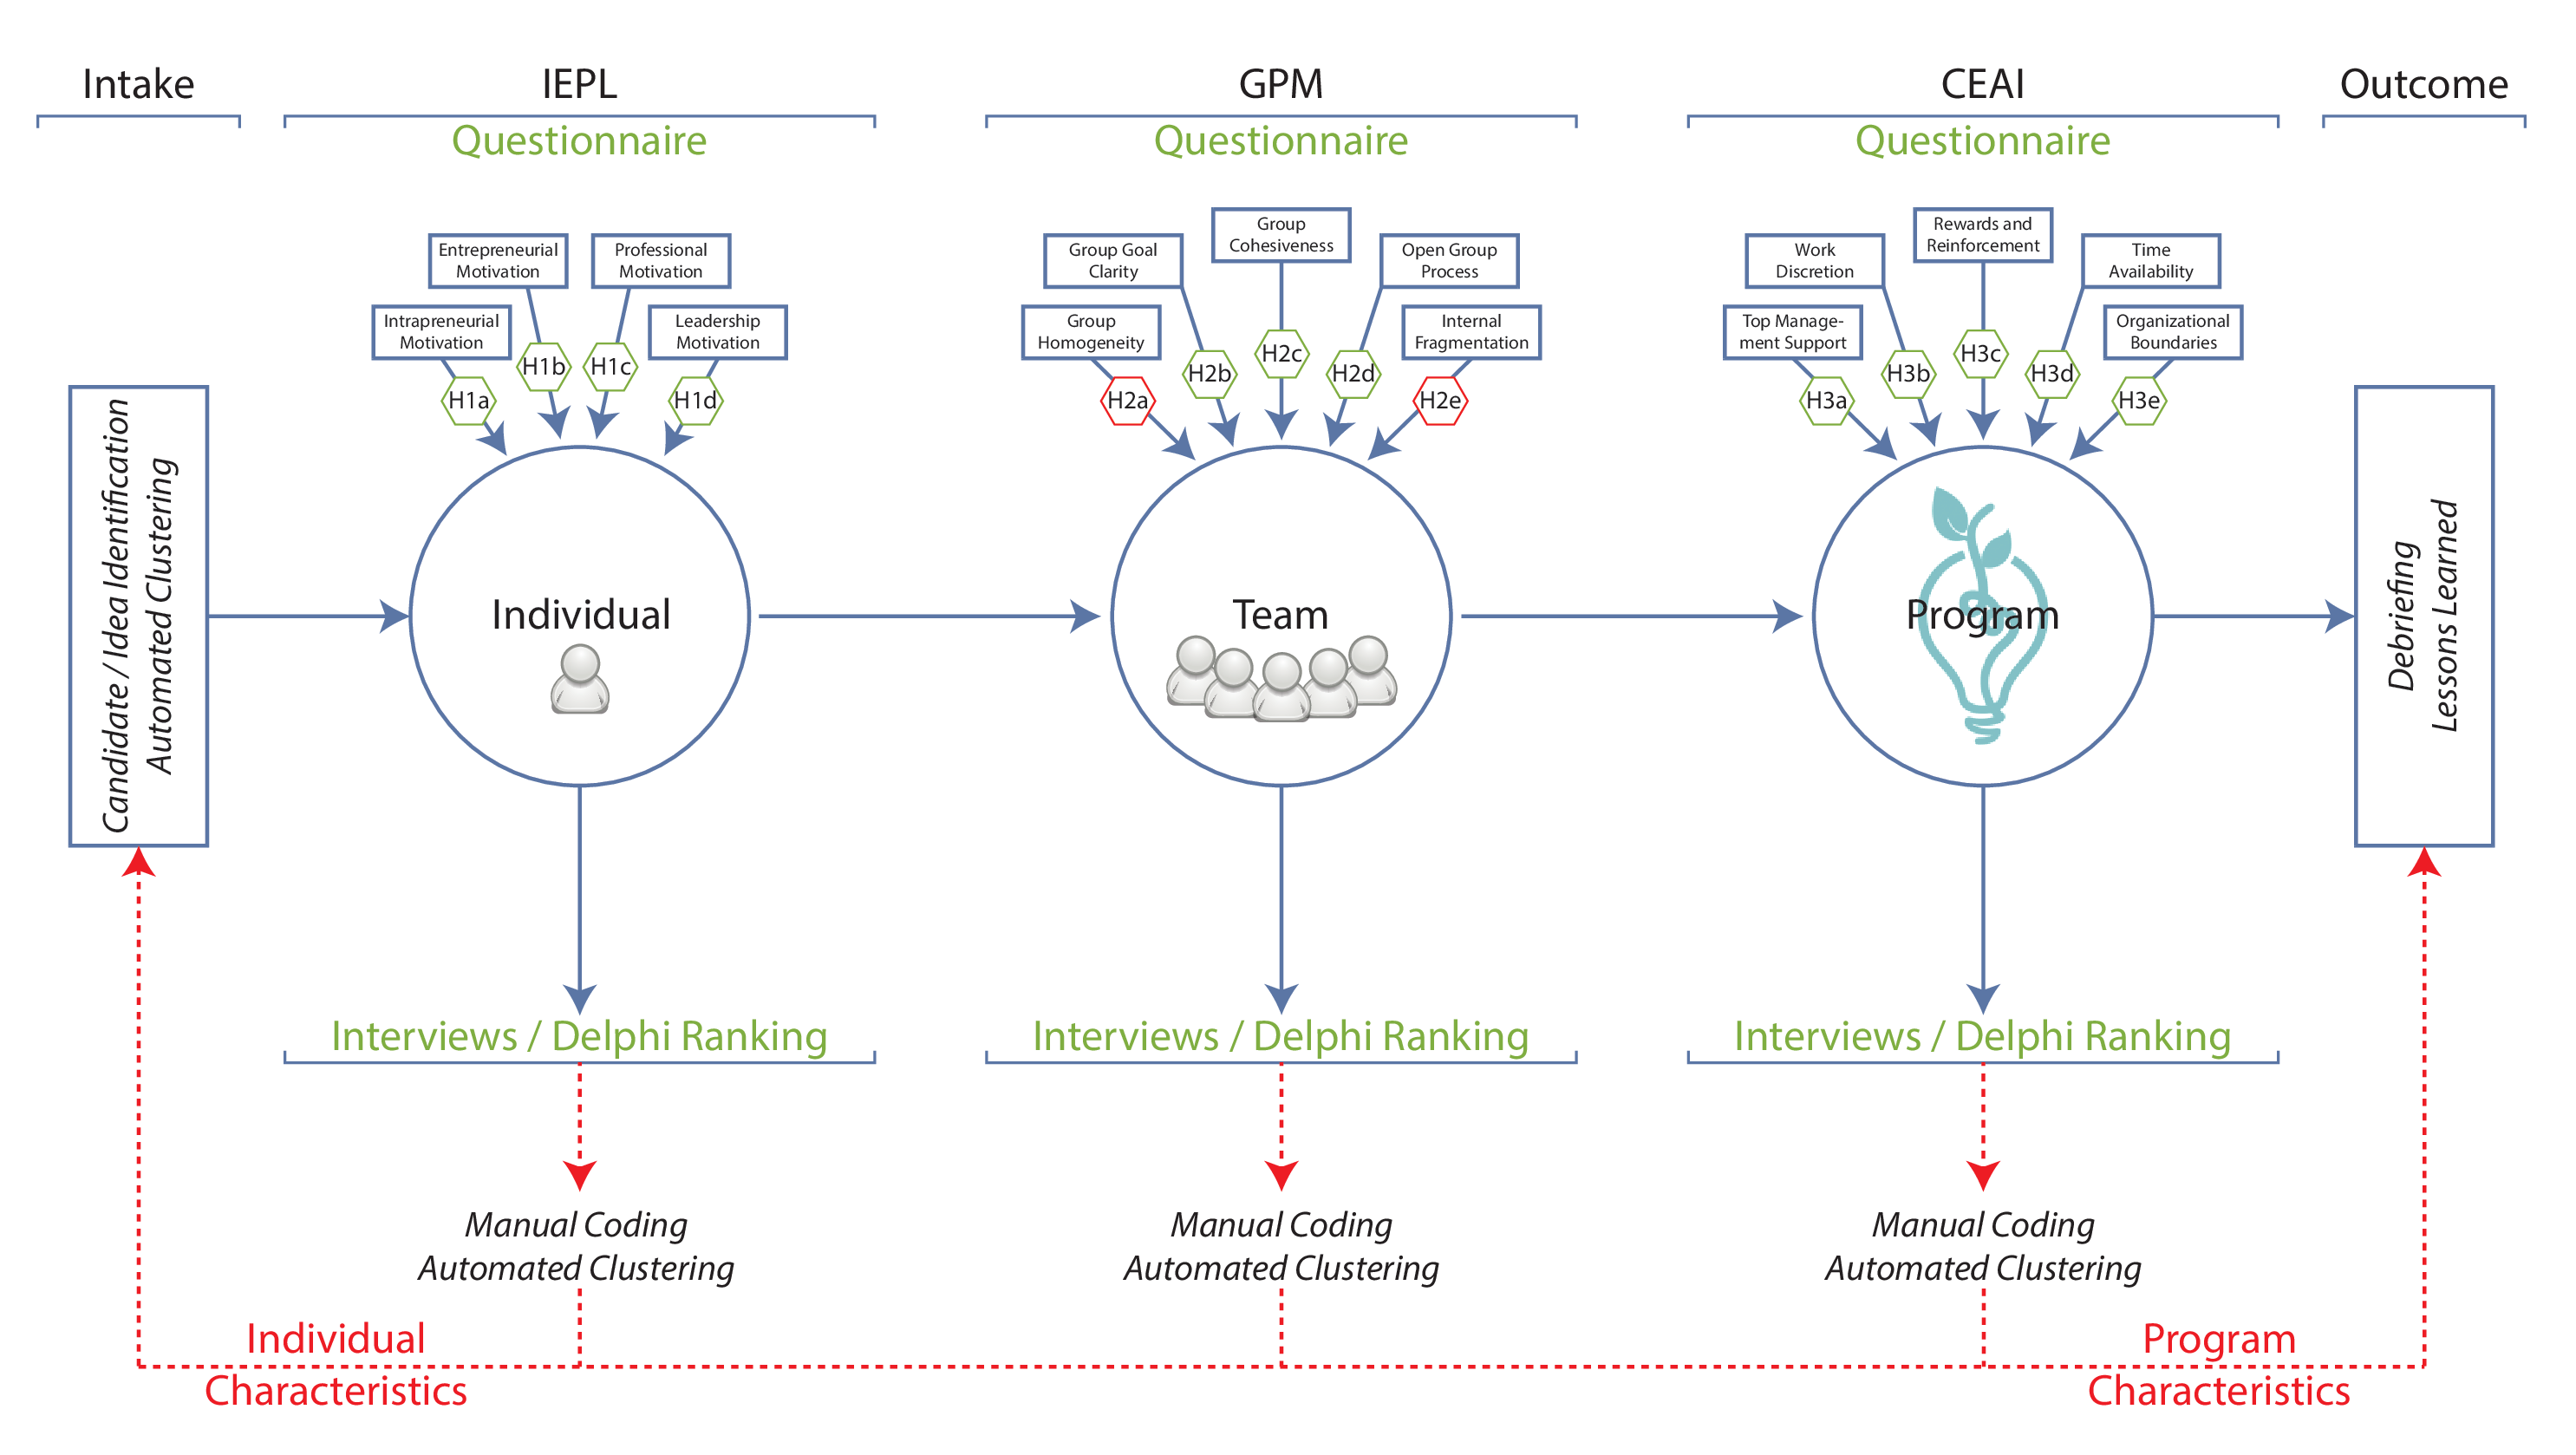 Intake
IEPL
GPM
CEAI
Outcome
Questionnaire
Questionnaire
Questionnaire
Entrepreneurial
Motivation
Professional
Motivation
Intrapreneurial
Motivation
Leadership
Motivation
H1a
H1b
H1c
H1d
Group
Cohesiveness
Group Goal
Clarity
Open Group
Process
Group
Homogeneity
Internal
Fragmentation
H2a
H2b
H2c
H2d
H2e
Rewards and
Reinforcement
Work
Discretion
Time
Availability
Top Manage-
ment Support
Organizational
Boundaries
H3a
H3b
H3c
H3d
H3e
Candidate / Idea Identification
Automated Clustering
Individual
Team
Program
Debriefing
Lessons Learned
Interviews / Delphi Ranking
Interviews / Delphi Ranking
Interviews / Delphi Ranking
Manual Coding
Automated Clustering
Manual Coding
Automated Clustering
Manual Coding
Automated Clustering
Individual
Characteristics
Program
Characteristics